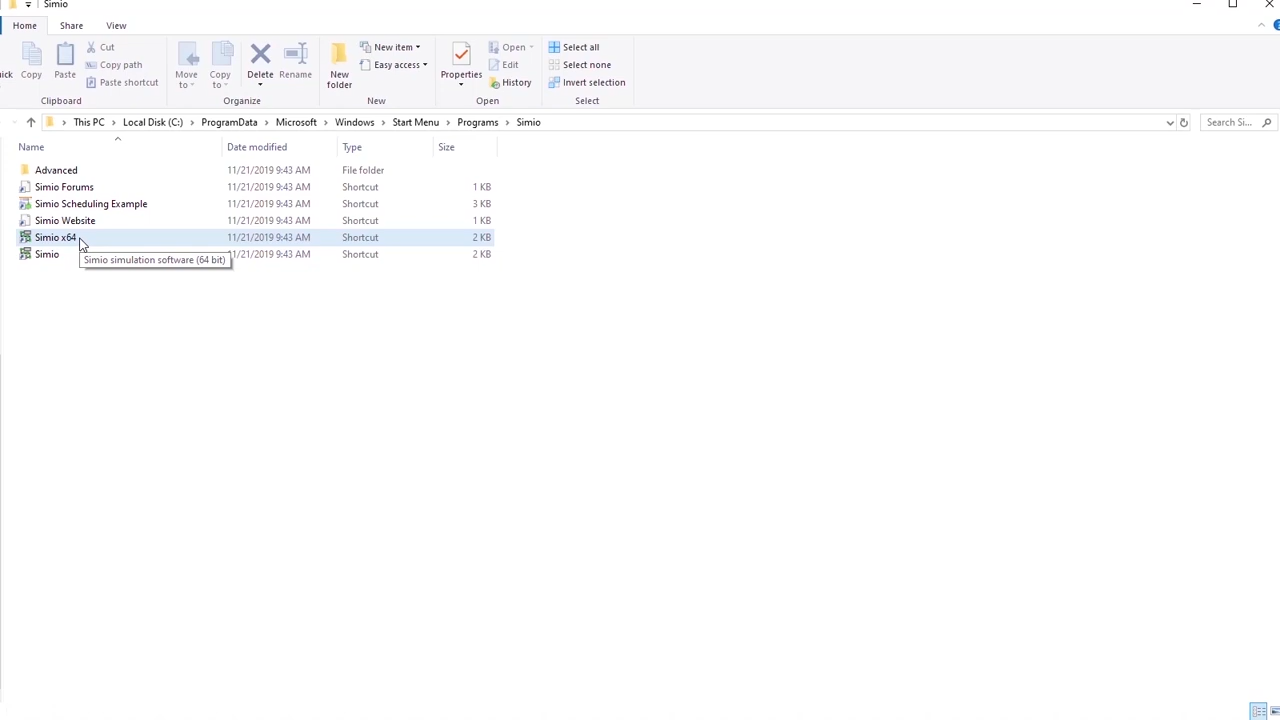 Simio
Home Share View
Cut
Copy path
Paste shortcut
Copy Paste
Clipboard
Move to
Copy to
Delete Rename
Organize
New folder
New item
Easy access
New
Properties
Open
Edit
History
Open
Select all
Select none
Invert selection
Select
This PC > Local Disk (C:) > ProgramData > Microsoft > Windows > Start Menu > Programs > Simio
Search Si...
Name Date modified Type Size
Advanced 11/21/2019 9:43 AM File folder
Simio Forums 11/21/2019 9:43 AM Shortcut 1 KB
Simio Scheduling Example 11/21/2019 9:43 AM Shortcut 3 KB
Simio Website 11/21/2019 9:43 AM Shortcut 1 KB
Simio x64 11/21/2019 9:43 AM Shortcut 2 KB
Simio 11/21/2019 9:43 AM Shortcut 2 KB
Simio simulation software (64 bit)